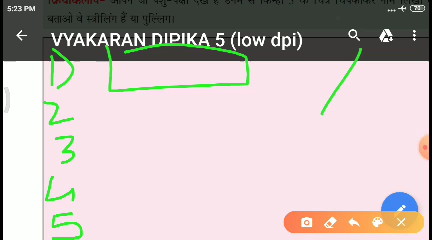 5:23 PM
बताओ वे स्त्रीलिंग हैं या पुल्लिंग।
VYAKARAN DIPIKA 5 (low dpi)
1)
2
3
4
5